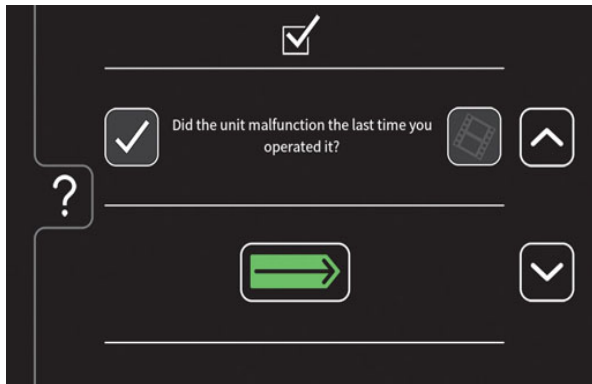 Did the unit malfunction the last time you
operated it?
?